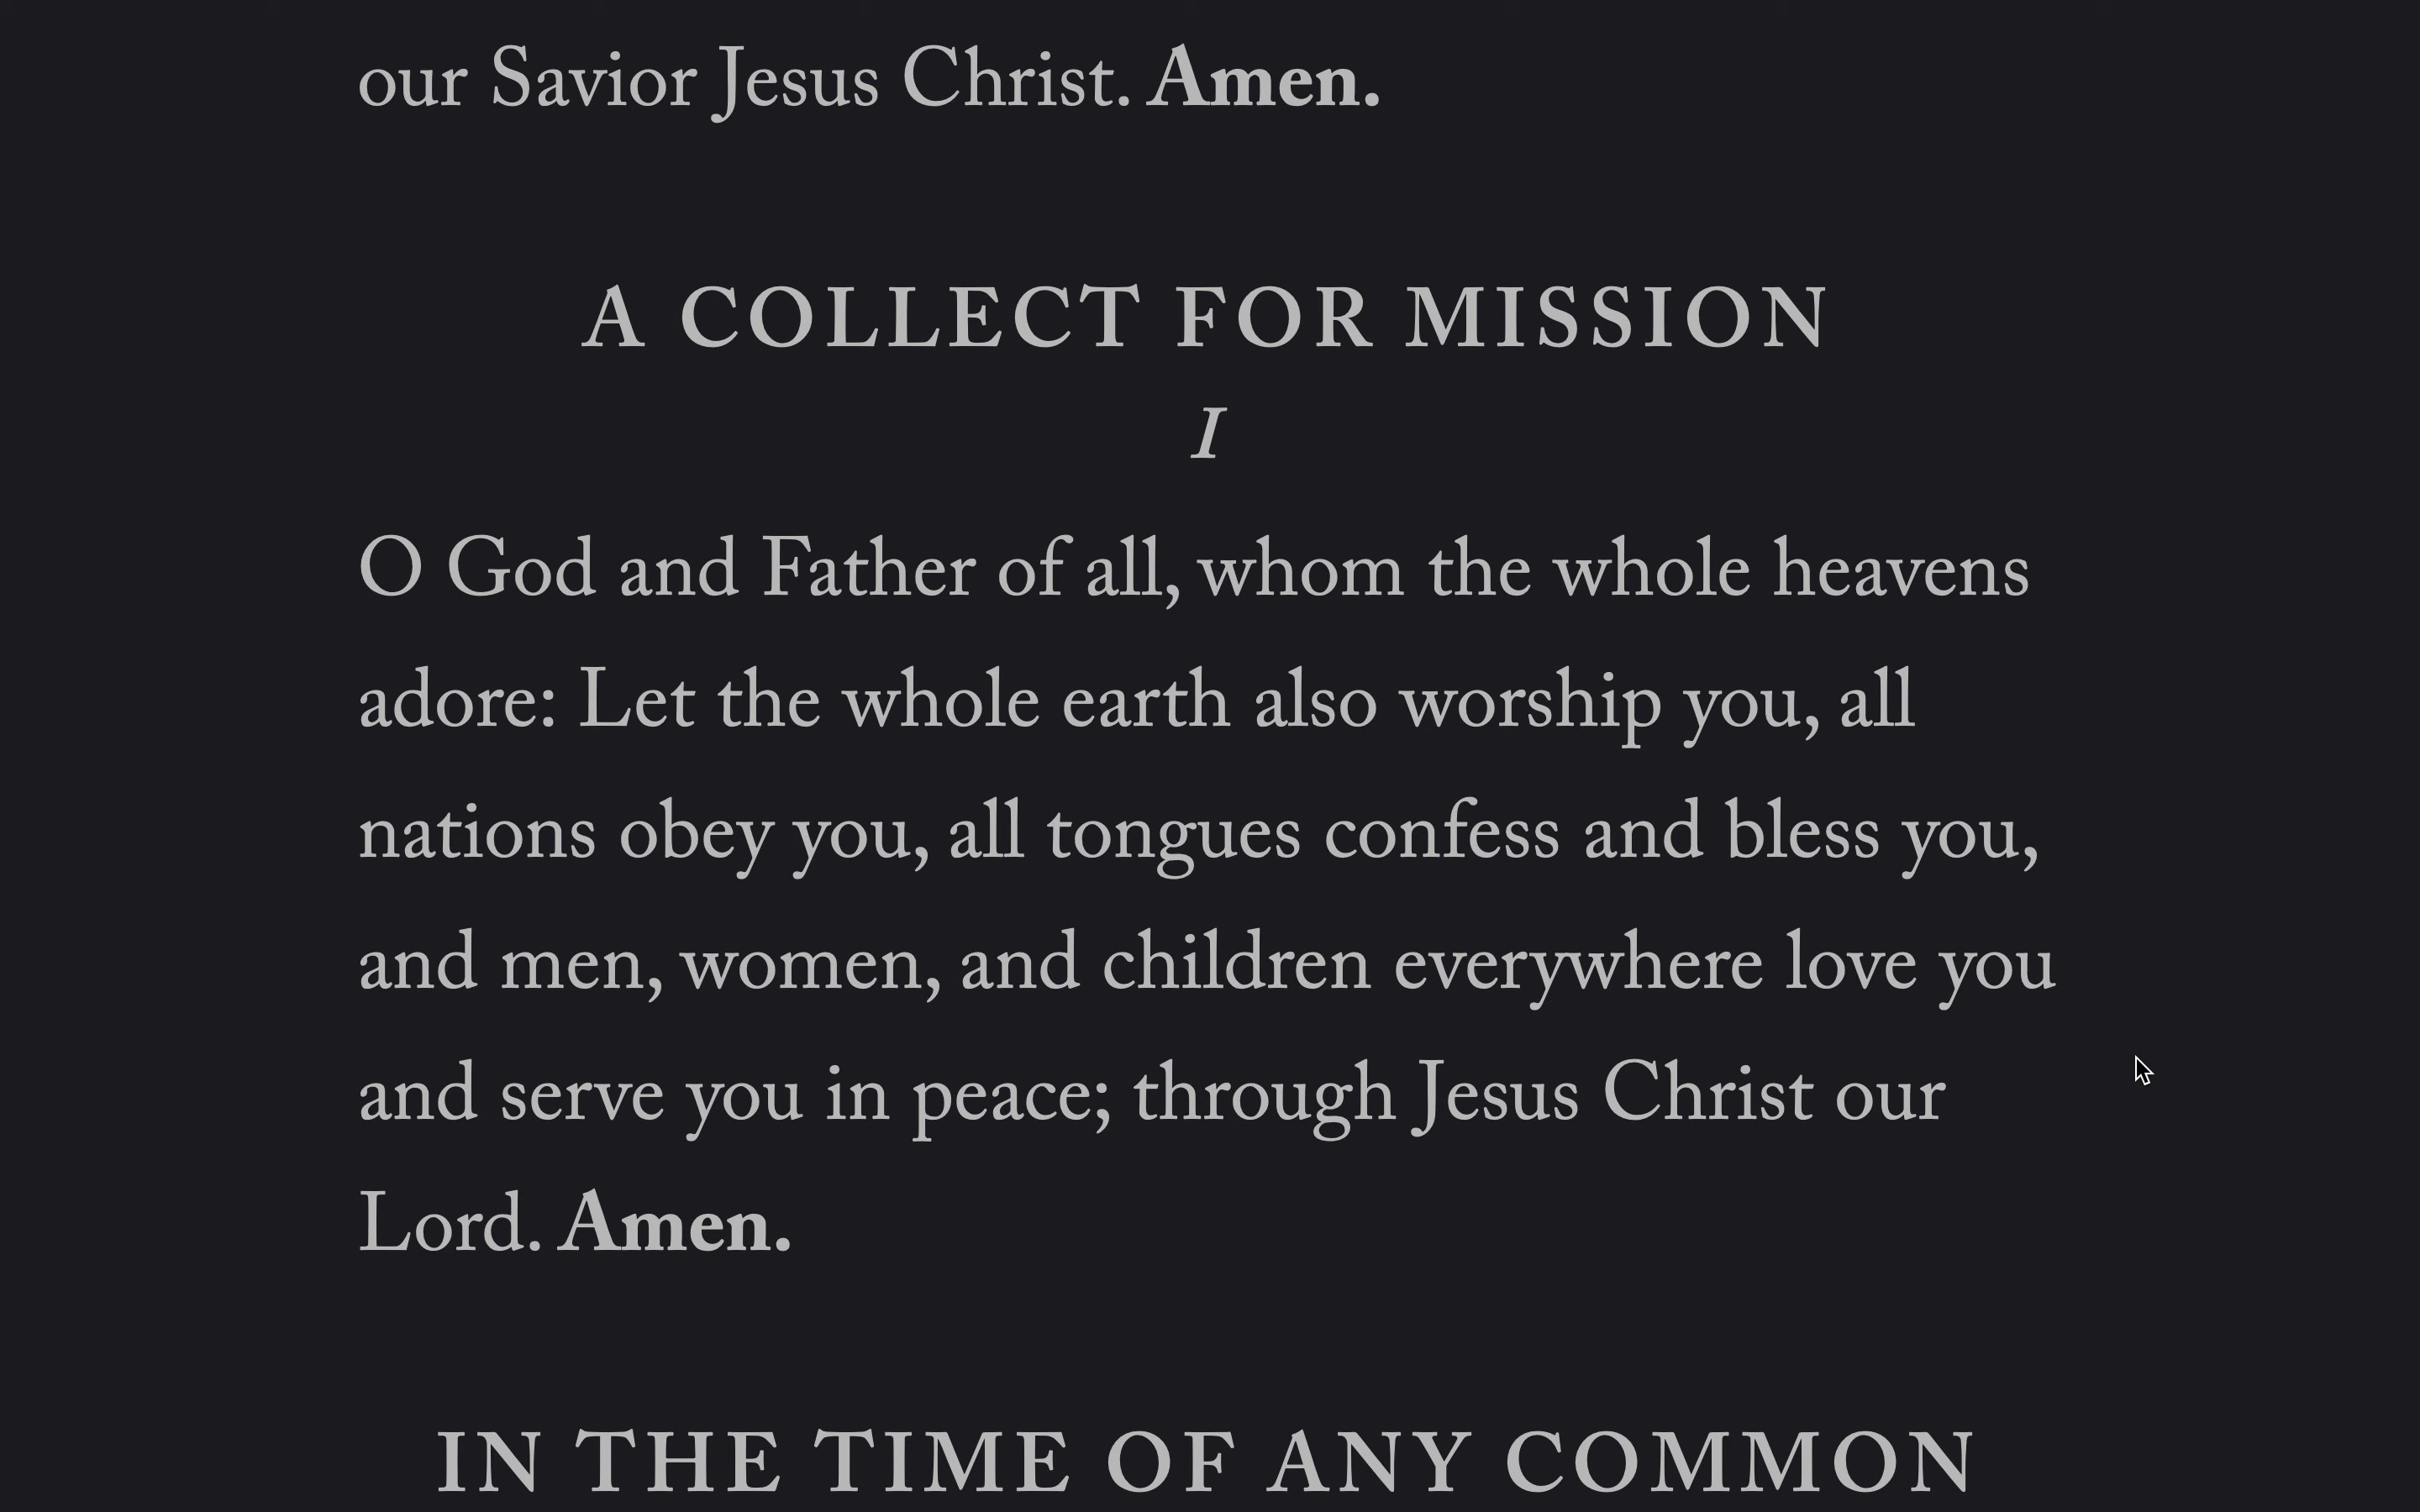 our Savior Jesus Christ. Amen.
A COLLECT FOR MISSION
I
O God and Father of all, whom the whole heavens
adore: Let the whole earth also worship you, all
nations obey you, all tongues confess and bless you,
and men, women, and children everywhere love you
and serve you in peace; through Jesus Christ our
Lord. Amen.
IN THE TIME OF ANY COMMON